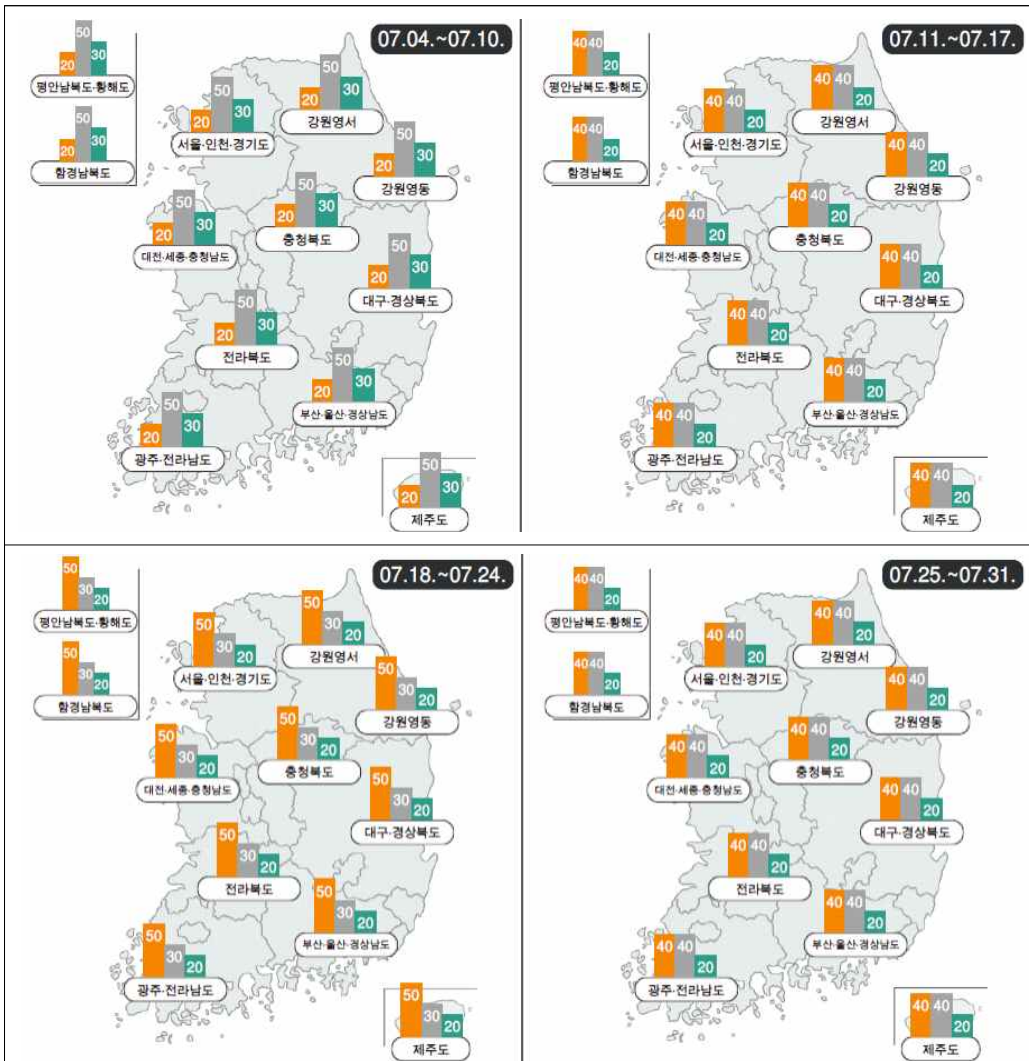 07.04.~07.10.
50
20 30
평안남북도·황해도
50
20 30
함경남북도
50
20 30
서울·인천·경기도
50
20 30
강원영서
50
20 30
강원영동
50
20 30
대전·세종·충청남도
50
20 30
충청북도
50
20 30
대구·경상북도
50
20 30
전라북도
50
20 30
부산·울산·경상남도
50
20 30
광주·전라남도
50
20 30
제주도
07.11.~07.17.
40 40
20
평안남북도·황해도
40 40
20
함경남북도
40 40
20
서울·인천·경기도
40 40
20
강원영서
40 40
20
강원영동
40 40
20
대전·세종·충청남도
40 40
20
충청북도
40 40
20
대구·경상북도
40 40
20
전라북도
40 40
20
부산·울산·경상남도
40 40
20
광주·전라남도
40 40
20
제주도
07.18.~07.24.
50
30
20
평안남북도·황해도
50
30
20
함경남북도
50
30
20
서울·인천·경기도
50
30
20
강원영서
50
30
20
강원영동
50
30
20
대전·세종·충청남도
50
30
20
충청북도
50
30
20
대구·경상북도
50
30
20
전라북도
50
30
20
부산·울산·경상남도
50
30
20
광주·전라남도
50
30
20
제주도
07.25.~07.31.
40 40
20
평안남북도·황해도
40 40
20
함경남북도
40 40
20
서울·인천·경기도
40 40
20
강원영서
40 40
20
강원영동
40 40
20
대전·세종·충청남도
40 40
20
충청북도
40 40
20
대구·경상북도
40 40
20
전라북도
40 40
20
부산·울산·경상남도
40 40
20
광주·전라남도
40 40
20
제주도